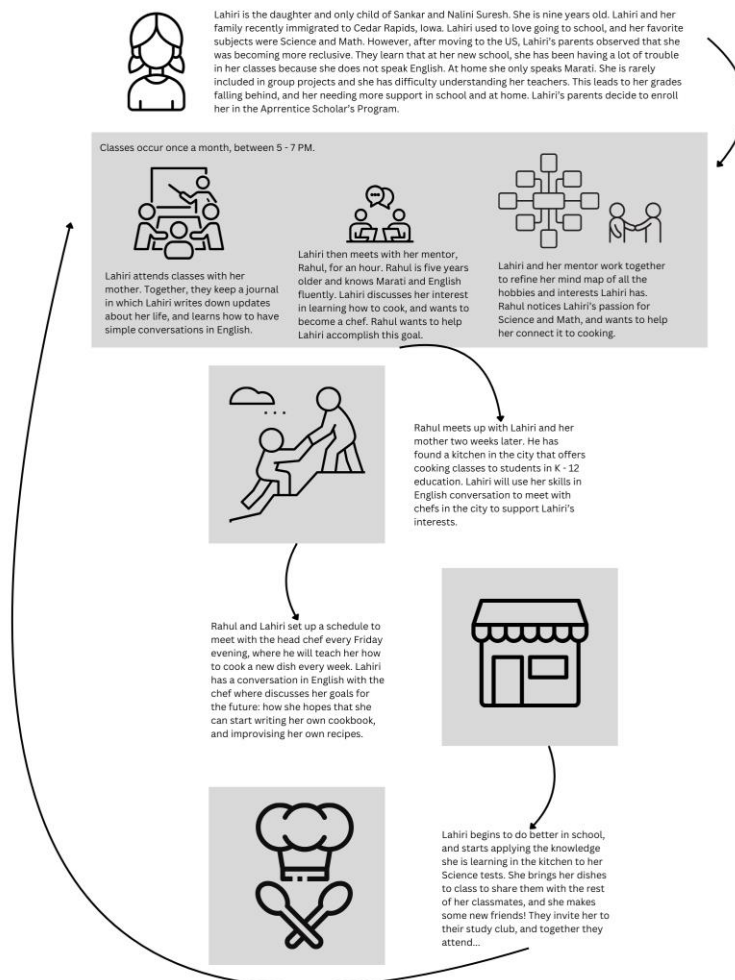 Lahiri is the daughter and only child of Sankar and Nalini Suresh. She is nine years old. Lahiri and her
family recently immigrated to Cedar Rapids, Iowa. Lahiri used to love going to school, and her favorite
subjects were Science and Math. However, after moving to the US, Lahiri's parents observed that she
was becoming more reclusive. They learn that at her new school, she has been having a lot of trouble
in her classes because she does not speak English. At home she only speaks Marati. She is rarely
included in group projects and she has difficulty understanding her teachers. This leads to her grades
falling behind, and her needing more support in school and at home. Lahiri's parents decide to enroll
her in the Aprrentice Scholar's Program.
Classes occur once a month, between 5 - 7 PM.
Lahiri attends classes with her
mother. Together, they keep a journal
in which Lahiri writes down updates
about her life, and learns how to have
simple conversations in English.
Lahiri then meets with her mentor,
Rahul, for an hour. Rahul is five years
older and knows Marati and English
fluently. Lahiri discusses her interest
in learning how to cook, and wants to
become a chef. Rahul wants to help
Lahiri accomplish this goal.
Lahiri and her mentor work together
to refine her mind map of all the
hobbies and interests Lahiri has.
Rahul notices Lahiri's passion for
Science and Math, and wants to help
her connect it to cooking.
Rahul meets up with Lahiri and her
mother two weeks later. He has
found a kitchen in the city that offers
cooking classes to students in K - 12
education. Lahiri will use her skills in
English conversation to meet with
chefs in the city to support Lahiri's
interests.
Rahul and Lahiri set up a schedule to
meet with the head chef every Friday
evening, where he will teach her how
to cook a new dish every week. Lahiri
has a conversation in English with the
chef where discusses her goals for
the future: how she hopes that she
can start writing her own cookbook,
and improvising her own recipes.
Lahiri begins to do better in school,
and starts applying the knowledge
she is learning in the kitchen to her
Science tests. She brings her dishes
to class to share them with the rest
of her classmates, and she makes
some new friends! They invite her to
their study club, and together they
attend...